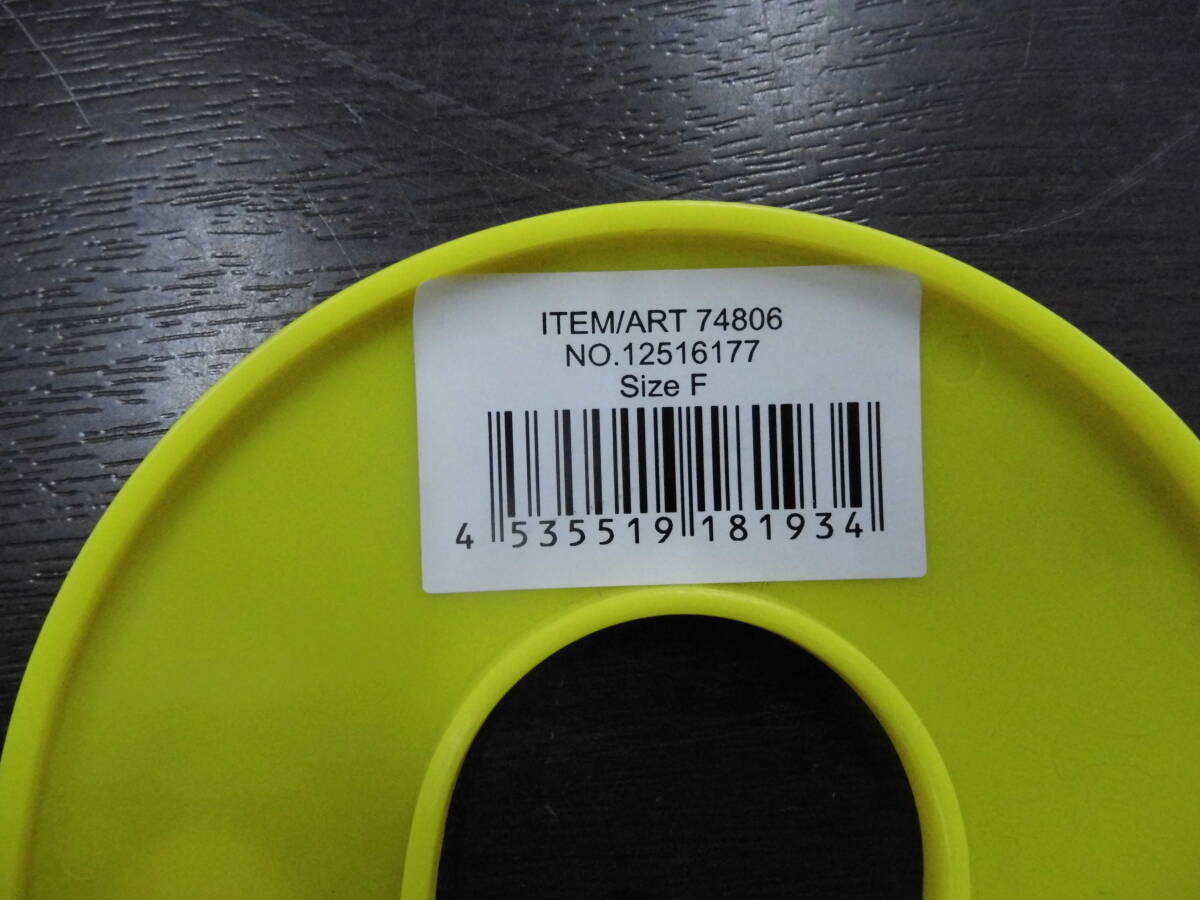 ITEM/ART 74806
NO.12516177
Size F
4 535519 181934